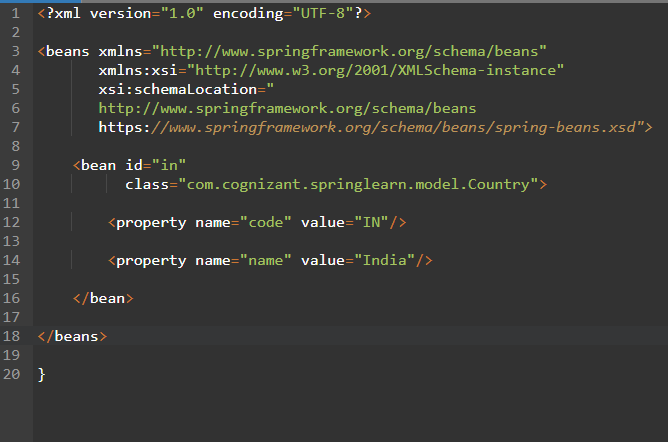 1 <?xml version="1.0" encoding="UTF-8"?>
2
3 <beans xmlns="http://www.springframework.org/schema/beans"
4 xmlns:xsi="http://www.w3.org/2001/XMLSchema-instance"
5 xsi:schemaLocation="
6 http://www.springframework.org/schema/beans
7 https://www.springframework.org/schema/beans/spring-beans.xsd">
8
9 <bean id="in"
10 class="com.cognizant.springlearn.model.Country">
11
12 <property name="code" value="IN"/>
13
14 <property name="name" value="India"/>
15
16 </bean>
17
18 </beans>
19
20 }